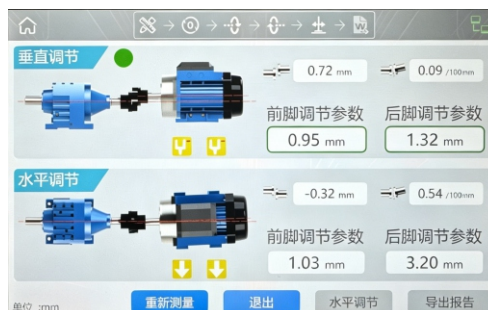 垂直调节
0.72 mm
0.09 /100mm
前脚调节参数
后脚调节参数
0.95 mm
1.32 mm
水平调节
-0.32 mm
0.54 /100mm
前脚调节参数
后脚调节参数
1.03 mm
3.20 mm
单位 :mm
重新测量
退出
水平调节
导出报告